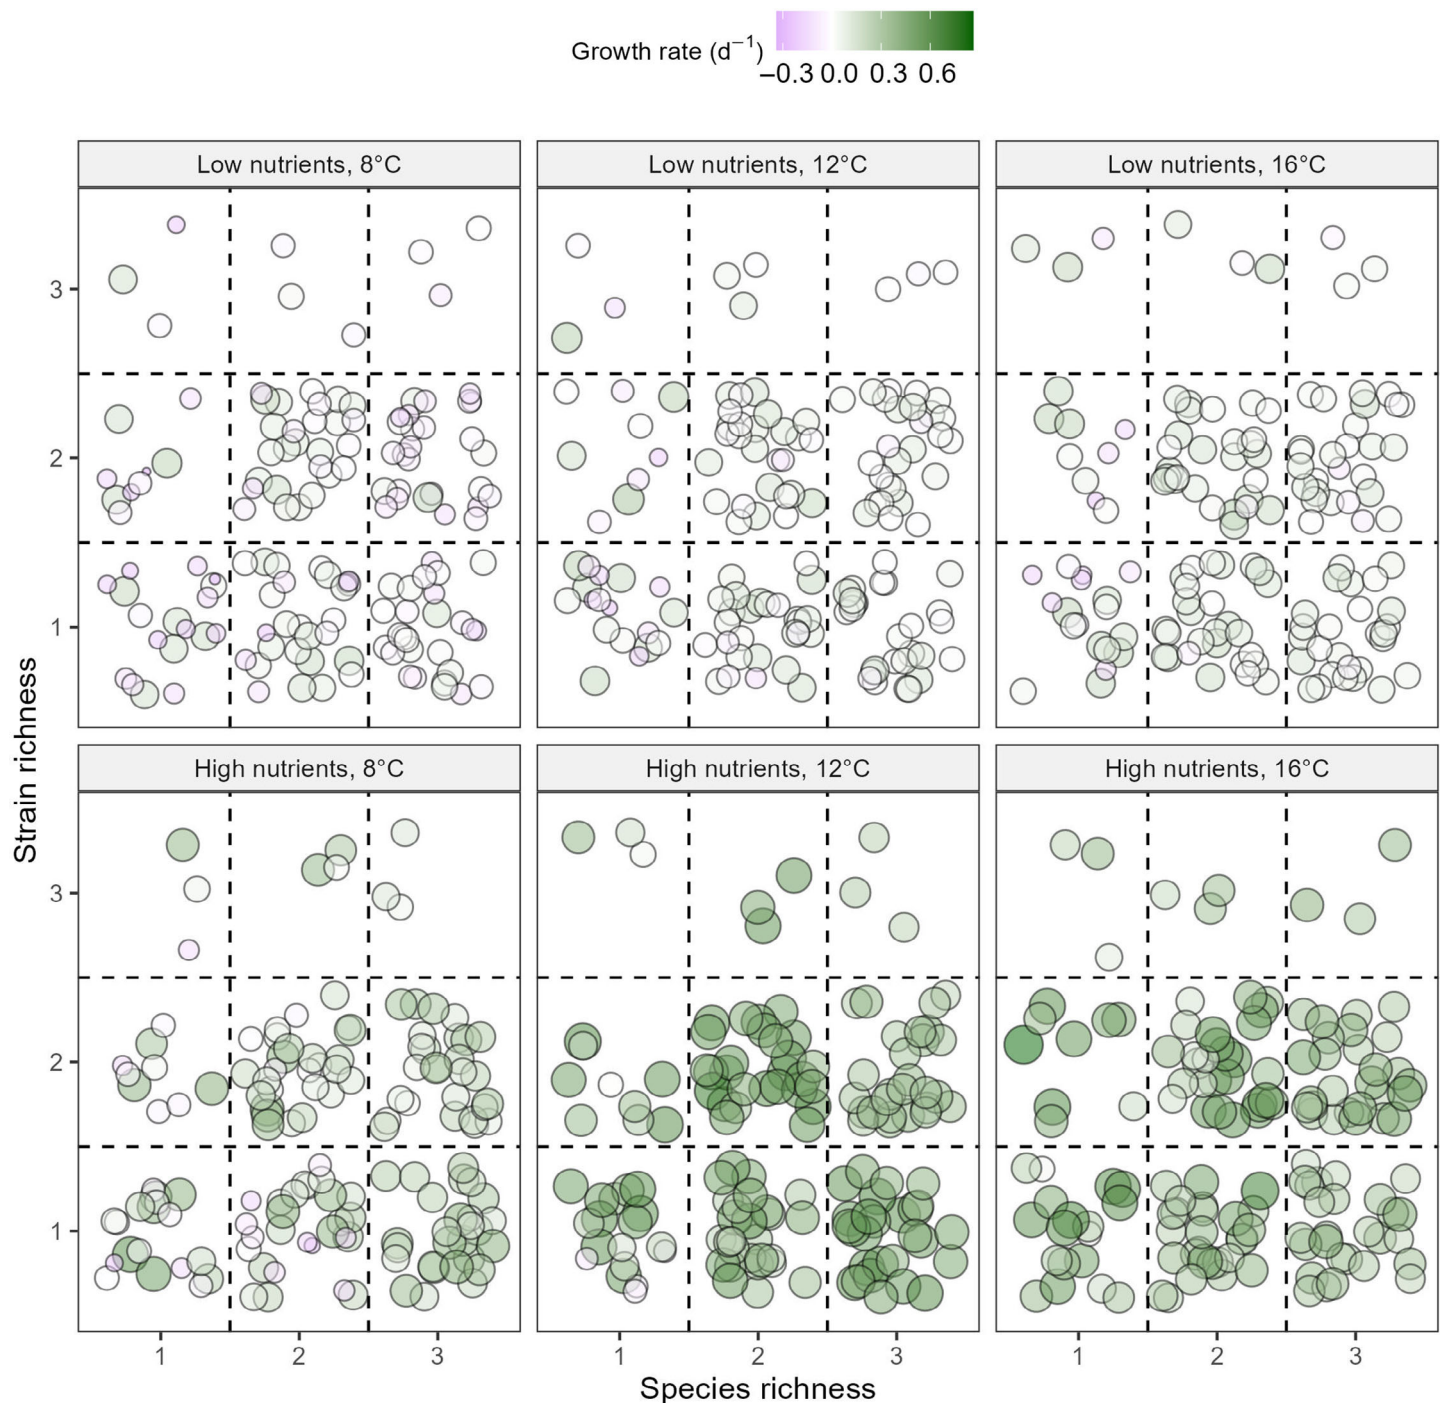 Growth rate (d⁻¹)
−0.3 0.0 0.3 0.6
Low nutrients, 8°C
Low nutrients, 12°C
Low nutrients, 16°C
3
2
1
High nutrients, 8°C
High nutrients, 12°C
High nutrients, 16°C
3
2
1
Strain richness
1 2 3 1 2 3 1 2 3
Species richness